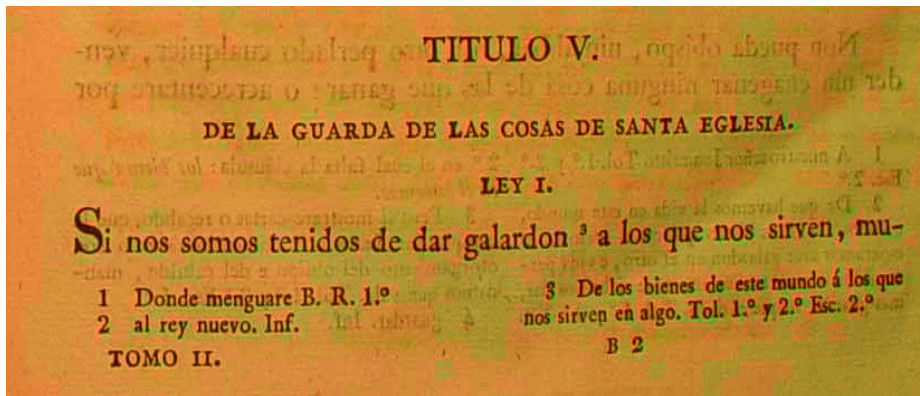 TITULO V.
DE LA GUARDA DE LAS COSAS DE SANTA EGLESIA.
LEY I.
Si nos somos tenidos de dar galardon ³ a los que nos sirven, mu-
1 Donde menguare B. R. 1.º
2 al rey nuevo. Inf.
3 De los bienes de este mundo á los que
nos sirven en algo. Tol. 1.º y 2.º Esc. 2.º
TOMO II.
B 2